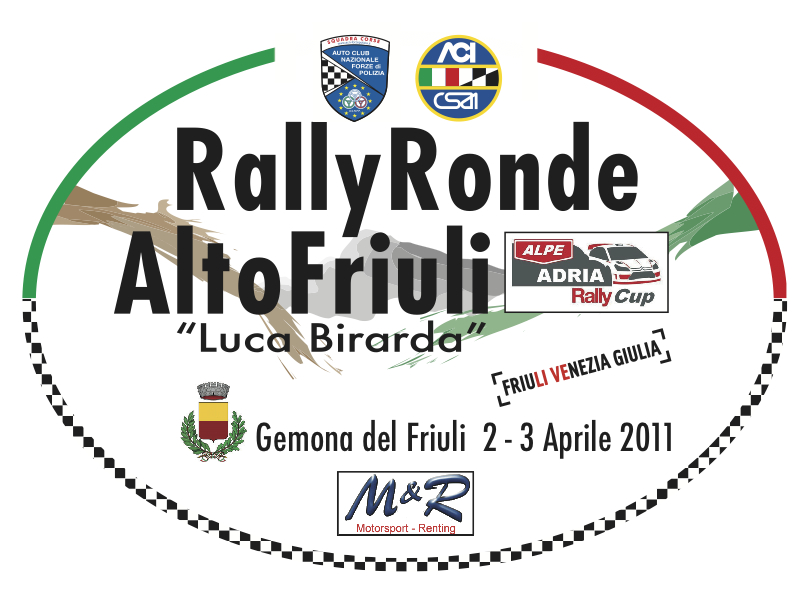 SQUADRA CORSE
AUTO CLUB
NAZIONALE
FORZE di
POLIZIA
ACI
CSAI
RallyRonde
AltoFriuli
ALPE
ADRIA
Rally Cup
"Luca Birarda"
FRIULI VENEZIA GIULIA
Gemona del Friuli 2 - 3 Aprile 2011
M&R
Motorsport - Renting